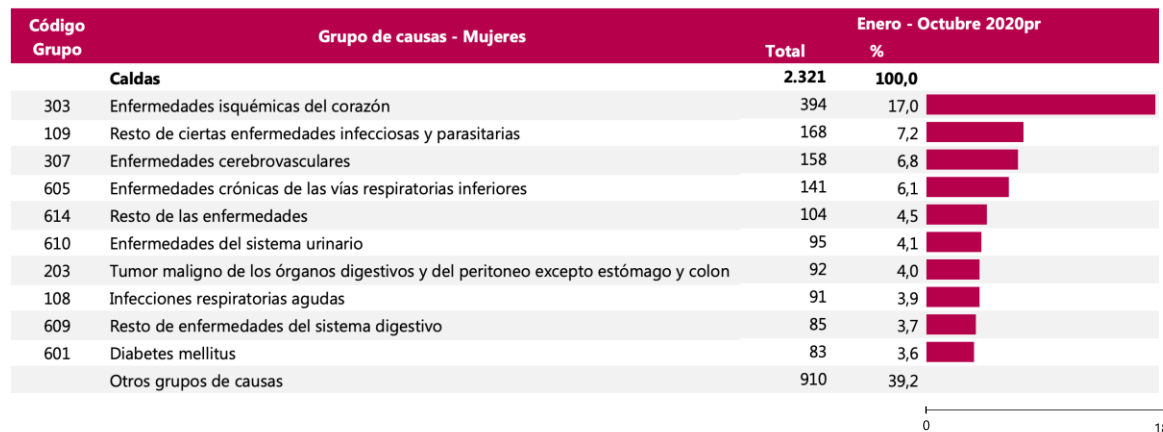 Código Grupo Grupo de causas - Mujeres Enero - Octubre 2020pr
Total %
Caldas 2.321 100,0
303 Enfermedades isquémicas del corazón 394 17,0
109 Resto de ciertas enfermedades infecciosas y parasitarias 168 7,2
307 Enfermedades cerebrovasculares 158 6,8
605 Enfermedades crónicas de las vías respiratorias inferiores 141 6,1
614 Resto de las enfermedades 104 4,5
610 Enfermedades del sistema urinario 95 4,1
203 Tumor maligno de los órganos digestivos y del peritoneo excepto estómago y colon 92 4,0
108 Infecciones respiratorias agudas 91 3,9
609 Resto de enfermedades del sistema digestivo 85 3,7
601 Diabetes mellitus 83 3,6
Otros grupos de causas 910 39,2
0 18